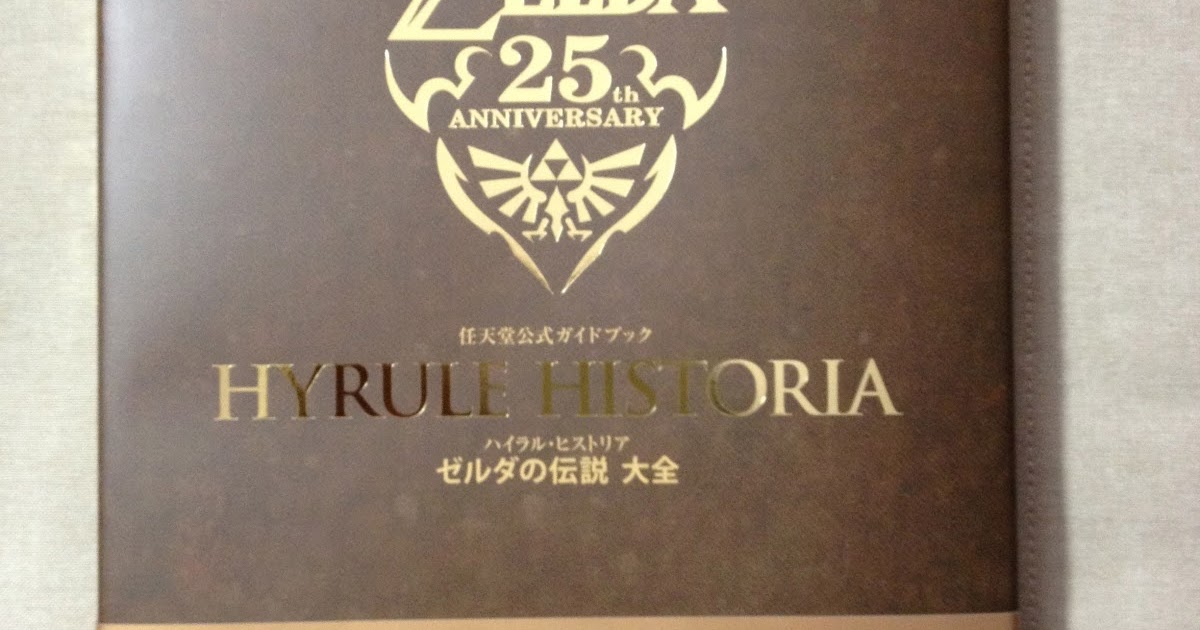 ZELDA
25th
ANNIVERSARY
任天堂公式ガイドブック
HYRULE HISTORIA
ハイラル・ヒストリア
ゼルダの伝説 大全